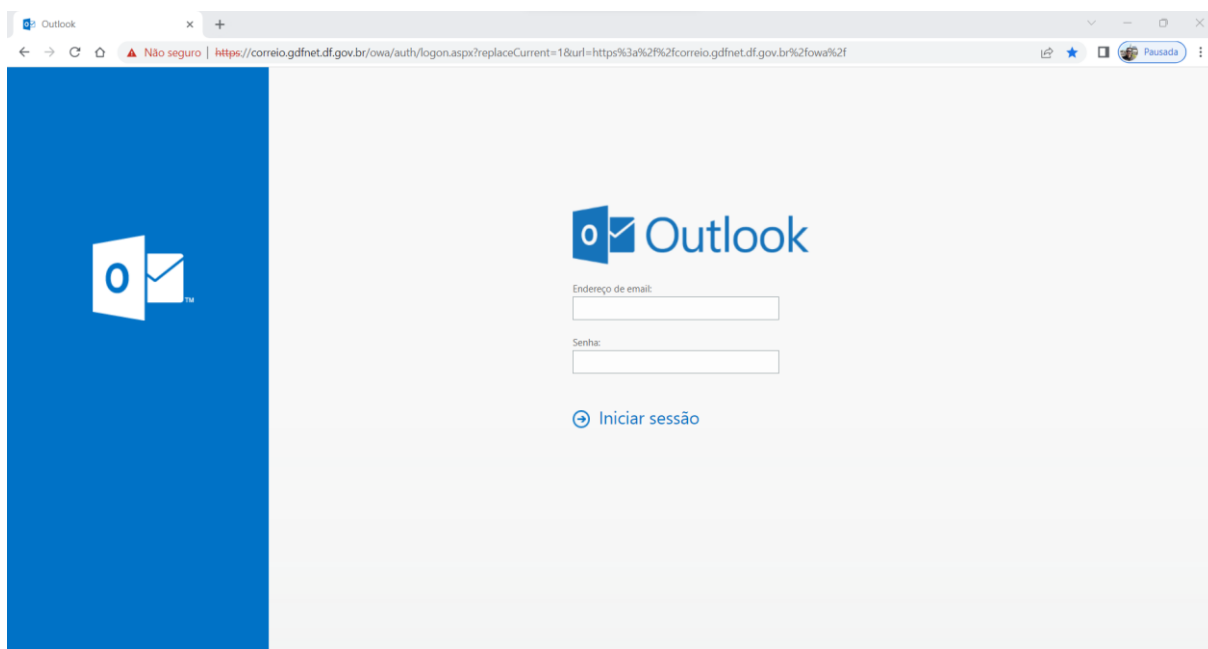 Outlook
Não seguro | https://correio.gdfnet.df.gov.br/owa/auth/logon.aspx?replaceCurrent=1&url=https%3a%2f%2fcorreio.gdfnet.df.gov.br%2fowa%2f
Pausada
Outlook
Endereço de email:
Senha:
Iniciar sessão
TM